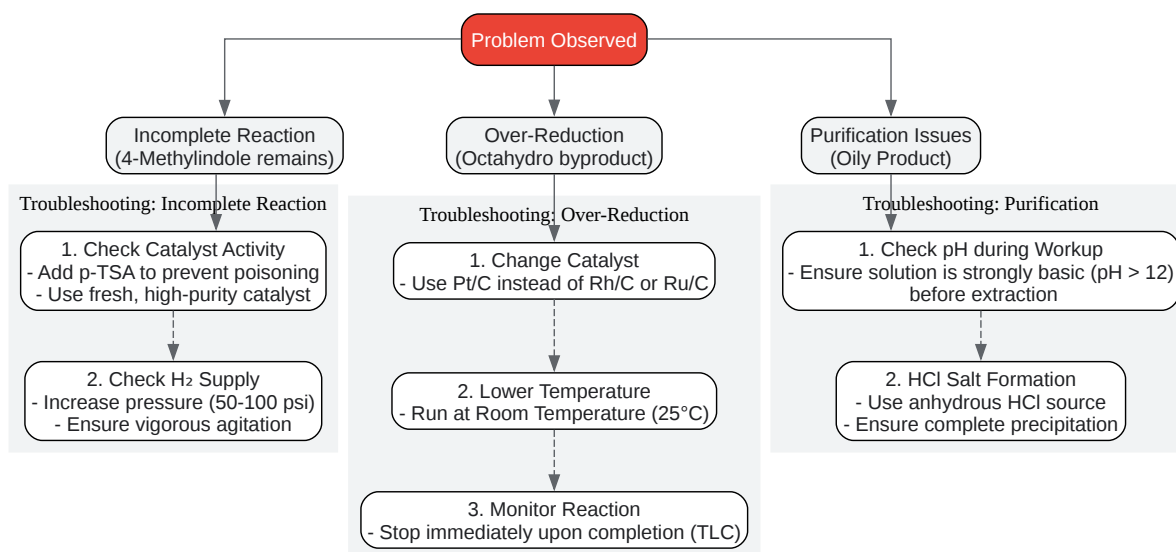 Problem Observed
Incomplete Reaction
(4-Methylindole remains)
Over-Reduction
(Octahydro byproduct)
Purification Issues
(Oily Product)
Troubleshooting: Incomplete Reaction
1. Check Catalyst Activity
- Add p-TSA to prevent poisoning
- Use fresh, high-purity catalyst
2. Check H₂ Supply
- Increase pressure (50-100 psi)
- Ensure vigorous agitation
Troubleshooting: Over-Reduction
1. Change Catalyst
- Use Pt/C instead of Rh/C or Ru/C
2. Lower Temperature
- Run at Room Temperature (25°C)
3. Monitor Reaction
- Stop immediately upon completion (TLC)
Troubleshooting: Purification
1. Check pH during Workup
- Ensure solution is strongly basic (pH > 12)
before extraction
2. HCl Salt Formation
- Use anhydrous HCl source
- Ensure complete precipitation